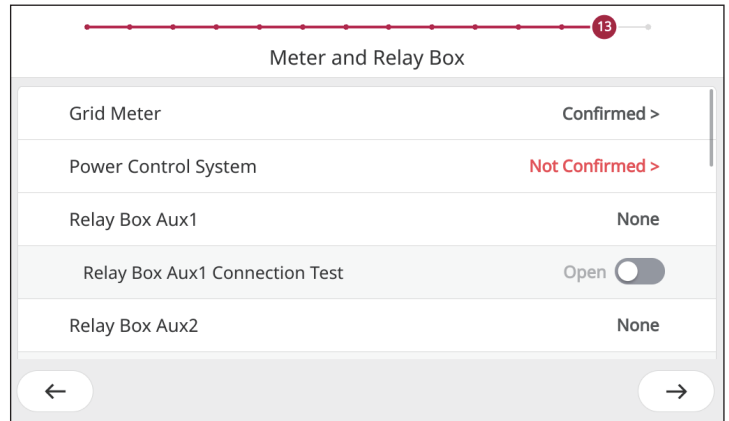 13
Meter and Relay Box
Grid Meter Confirmed >
Power Control System Not Confirmed >
Relay Box Aux1 None
Relay Box Aux1 Connection Test Open
Relay Box Aux2 None